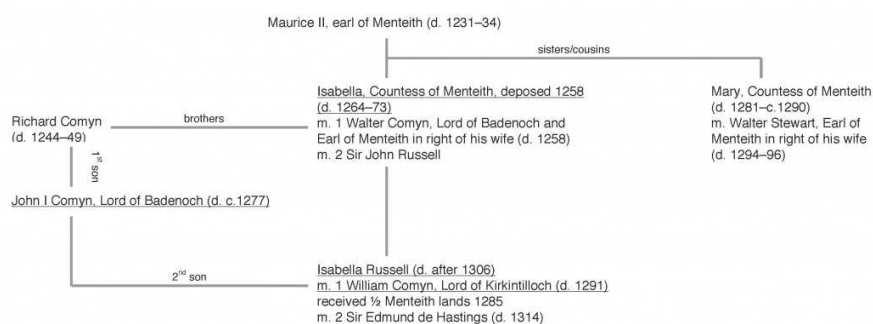 Maurice II, earl of Menteith (d. 1231–34)
sisters/cousins
Isabella, Countess of Menteith, deposed 1258
(d. 1264–73)
m. 1 Walter Comyn, Lord of Badenoch and
Earl of Menteith in right of his wife (d. 1258)
m. 2 Sir John Russell
Mary, Countess of Menteith
(d. 1281–c.1290)
m. Walter Stewart, Earl of
Menteith in right of his wife
(d. 1294–96)
brothers
Richard Comyn
(d. 1244–49)
1st son
John I Comyn, Lord of Badenoch (d. c.1277)
2nd son
Isabella Russell (d. after 1306)
m. 1 William Comyn, Lord of Kirkintilloch (d. 1291)
received ½ Menteith lands 1285
m. 2 Sir Edmund de Hastings (d. 1314)